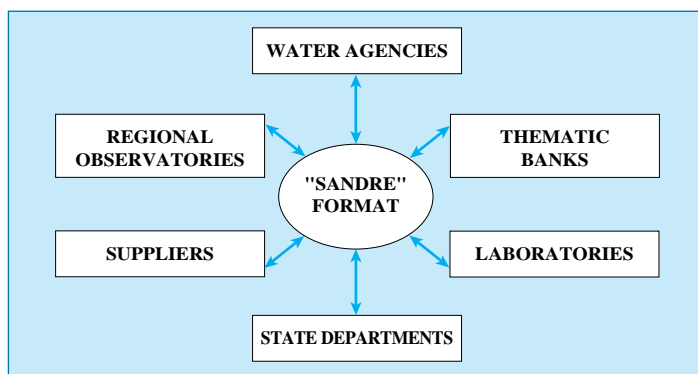 WATER AGENCIES
REGIONAL
OBSERVATORIES
THEMATIC
BANKS
"SANDRE"
FORMAT
SUPPLIERS
LABORATORIES
STATE DEPARTMENTS